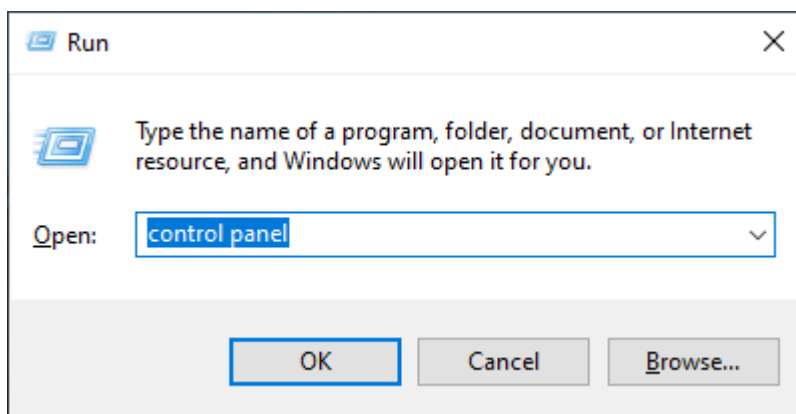 Run
Type the name of a program, folder, document, or Internet
resource, and Windows will open it for you.
Open: control panel
OK Cancel Browse...